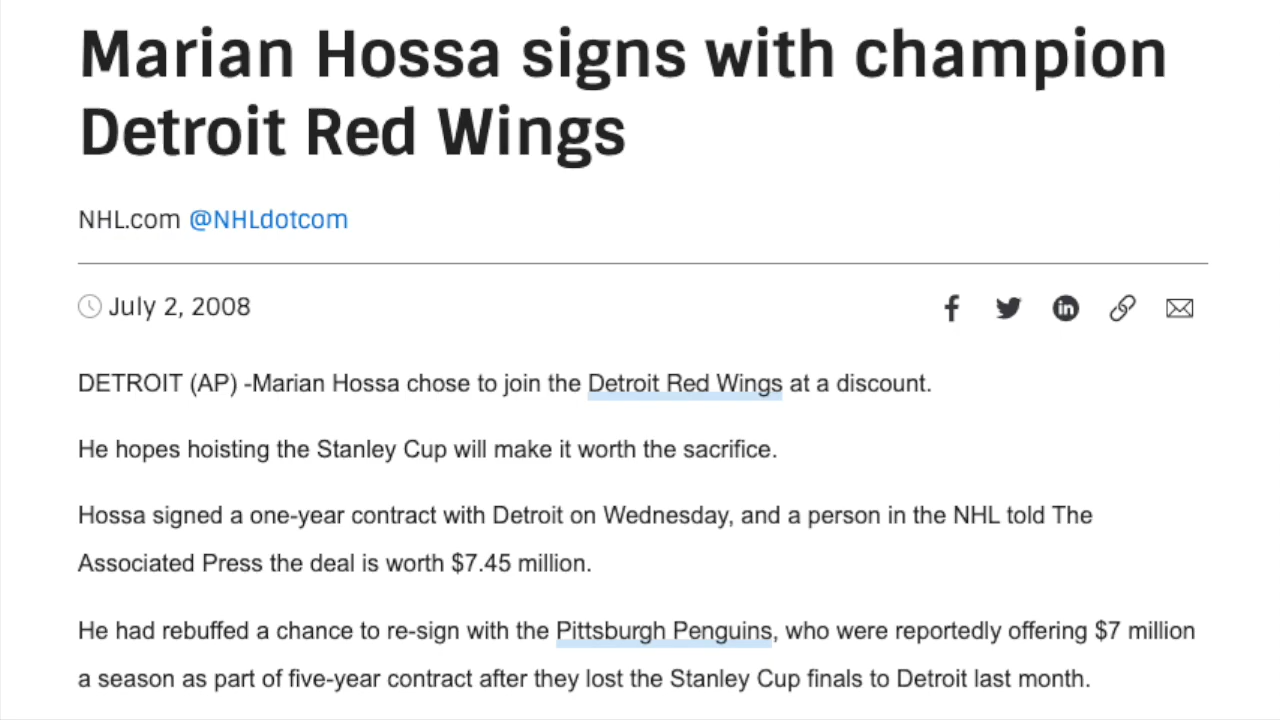 Marian Hossa signs with champion
Detroit Red Wings
NHL.com @NHLdotcom
July 2, 2008
DETROIT (AP) -Marian Hossa chose to join the Detroit Red Wings at a discount.
He hopes hoisting the Stanley Cup will make it worth the sacrifice.
Hossa signed a one-year contract with Detroit on Wednesday, and a person in the NHL told The
Associated Press the deal is worth $7.45 million.
He had rebuffed a chance to re-sign with the Pittsburgh Penguins, who were reportedly offering $7 million
a season as part of five-year contract after they lost the Stanley Cup finals to Detroit last month.